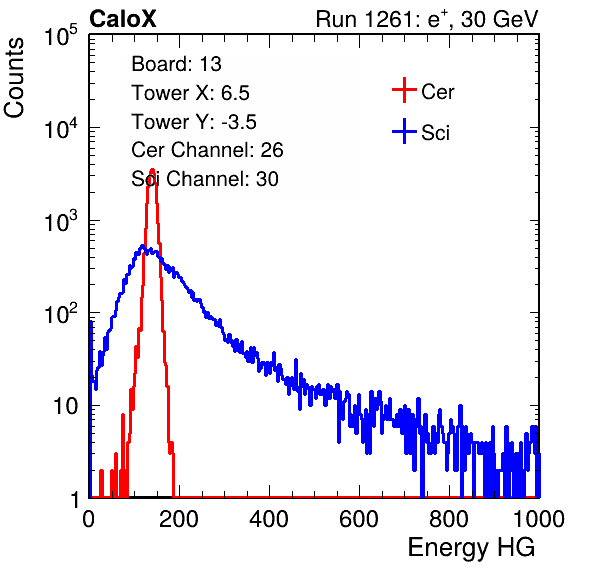 CaloX Run 1261: e⁺, 30 GeV
Counts
Board: 13
Tower X: 6.5
Tower Y: -3.5
Cer Channel: 26
Sci Channel: 30
Cer
Sci
10⁵
10⁴
10³
10²
10
1
0 200 400 600 800 1000
Energy HG